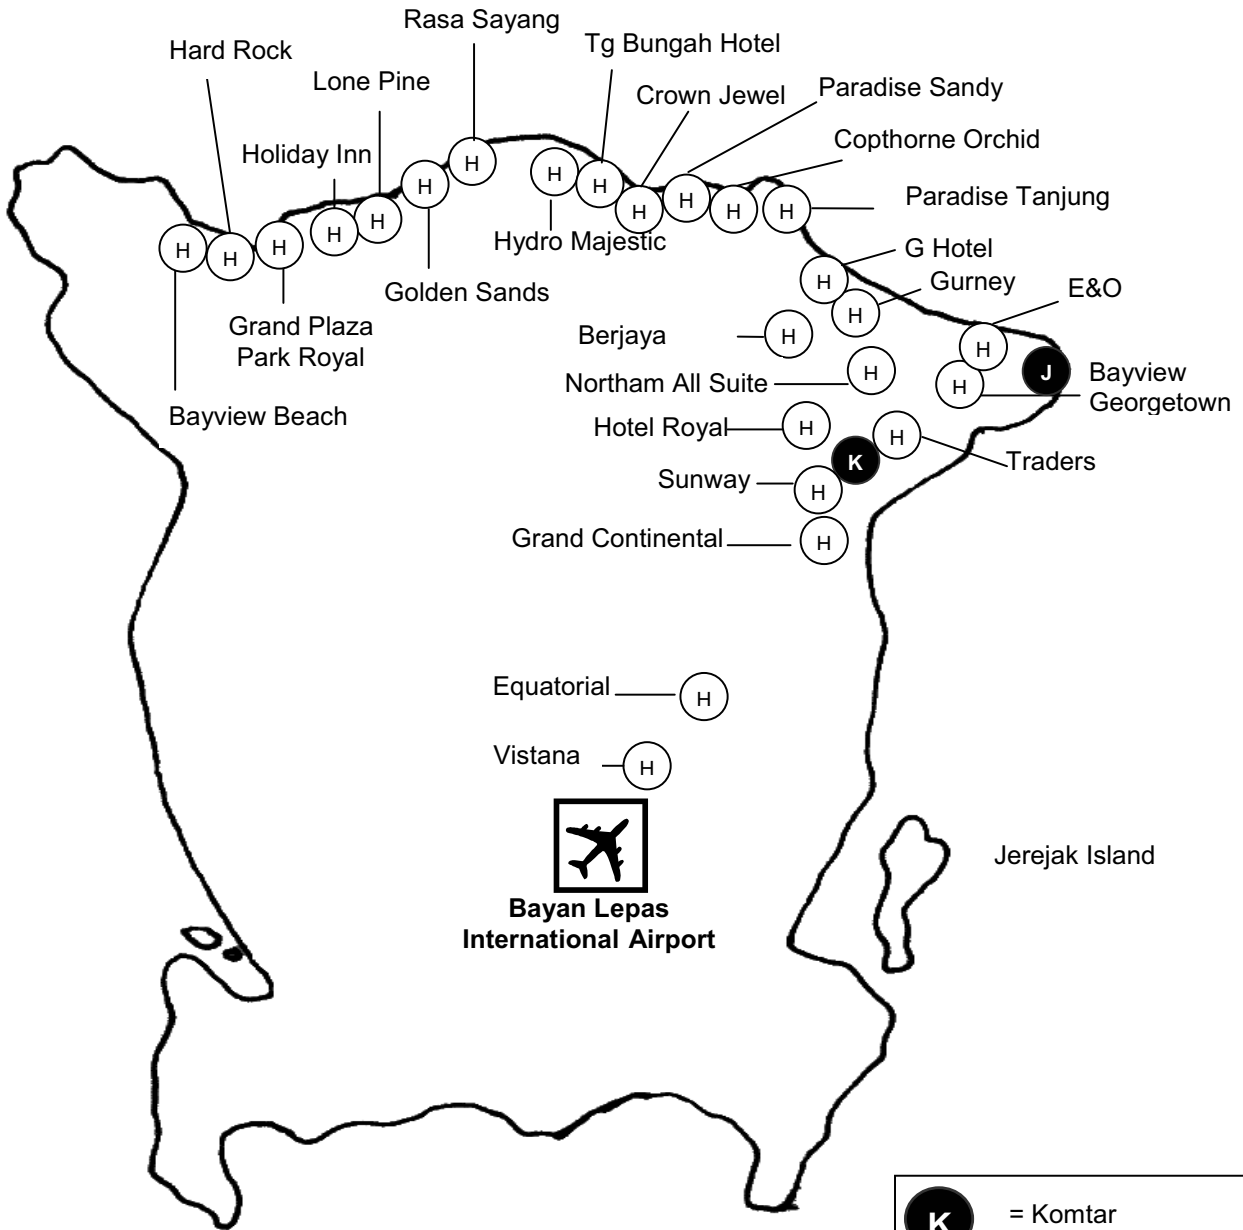 Rasa Sayang
Hard Rock
Tg Bungah Hotel
Lone Pine
Crown Jewel
Paradise Sandy
Holiday Inn
Copthorne Orchid
H
H
H
H
H
H
H
H
H
H
H
H
H
H
Paradise Tanjung
Hydro Majestic
G Hotel
H
Gurney
H
Golden Sands
E&O
H
Grand Plaza
Park Royal
Berjaya
H
Northam All Suite
H
H
J
Bayview
Georgetown
Bayview Beach
Hotel Royal
H
H
K
Traders
Sunway
H
Grand Continental
H
Equatorial
H
Vistana
H
Jerejak Island
Bayan Lepas
International Airport
K
= Komtar